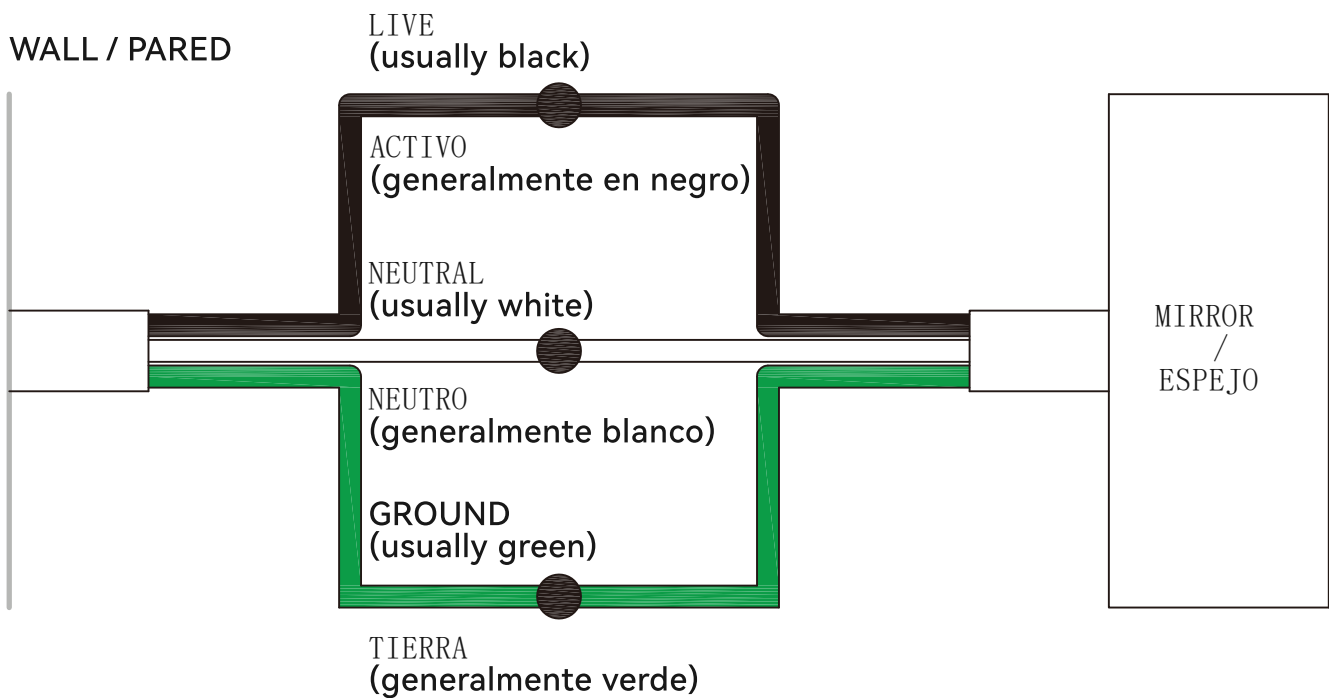 WALL / PARED
LIVE
(usually black)
ACTIVO
(generalmente en negro)
NEUTRAL
(usually white)
NEUTRO
(generalmente blanco)
GROUND
(usually green)
TIERRA
(generalmente verde)
MIRROR
/
ESPEJO